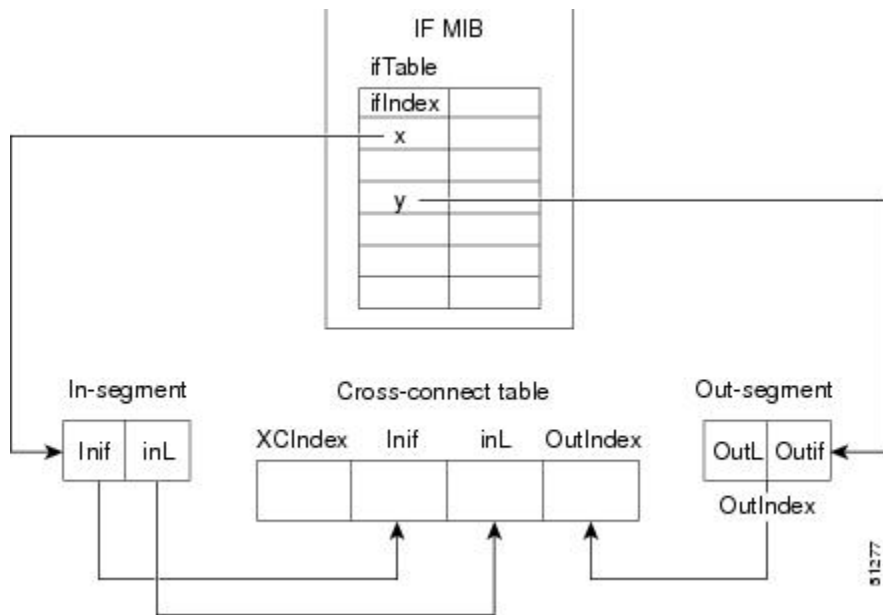 IF MIB
ifTable
ifIndex
x
y
In-segment
Cross-connect table
Out-segment
XCIndex Inif inL OutIndex
Inif inL
OutL Outif
OutIndex
51277